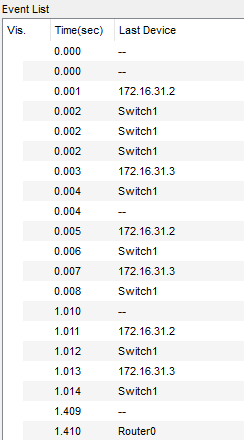 Event List
Vis. Time(sec) Last Device
0.000 --
0.000 --
0.001 172.16.31.2
0.002 Switch1
0.002 Switch1
0.002 Switch1
0.003 172.16.31.3
0.004 Switch1
0.004 --
0.005 172.16.31.2
0.006 Switch1
0.007 172.16.31.3
0.008 Switch1
1.010 --
1.011 172.16.31.2
1.012 Switch1
1.013 172.16.31.3
1.014 Switch1
1.409 --
1.410 Router0